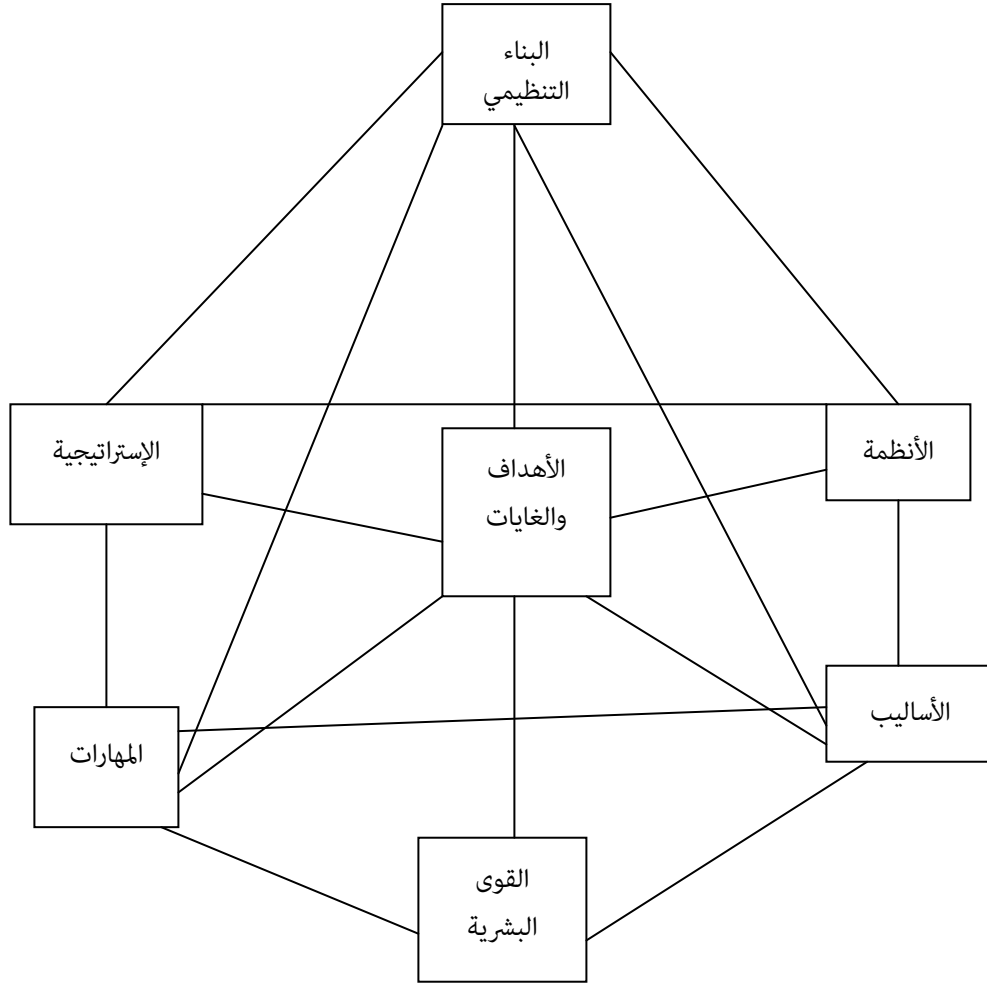 البناء
التنظيمي
الأنظمة
الإستراتيجية
الأهداف
والغايات
الأساليب
المهارات
القوى
البشرية